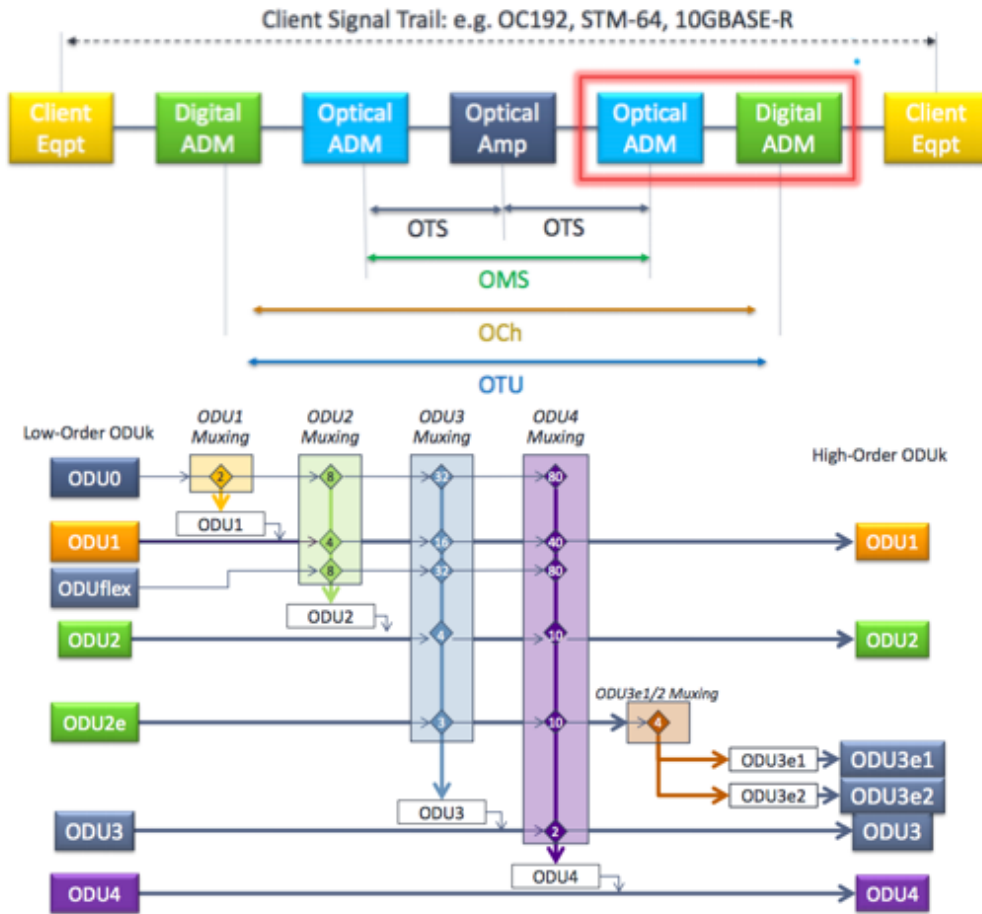 Client Signal Trail: e.g. OC192, STM-64, 10GBASE-R
Client
Eqpt
Digital
ADM
Optical
ADM
Optical
Amp
Optical
ADM
Digital
ADM
Client
Eqpt
OTS
OTS
OMS
OCh
OTU
Low-Order ODUk
ODU1
Muxing
ODU2
Muxing
ODU3
Muxing
ODU4
Muxing
High-Order ODUk
ODU0
2
8
32
80
ODU1
ODU1
4
16
40
ODU1
ODUflex
8
32
80
ODU2
ODU2
4
10
ODU2
ODU3e1/2 Muxing
ODU2e
3
10
4
ODU3e1
ODU3e1
ODU3e2
ODU3e2
ODU3
ODU3
2
ODU3
ODU4
ODU4
ODU4